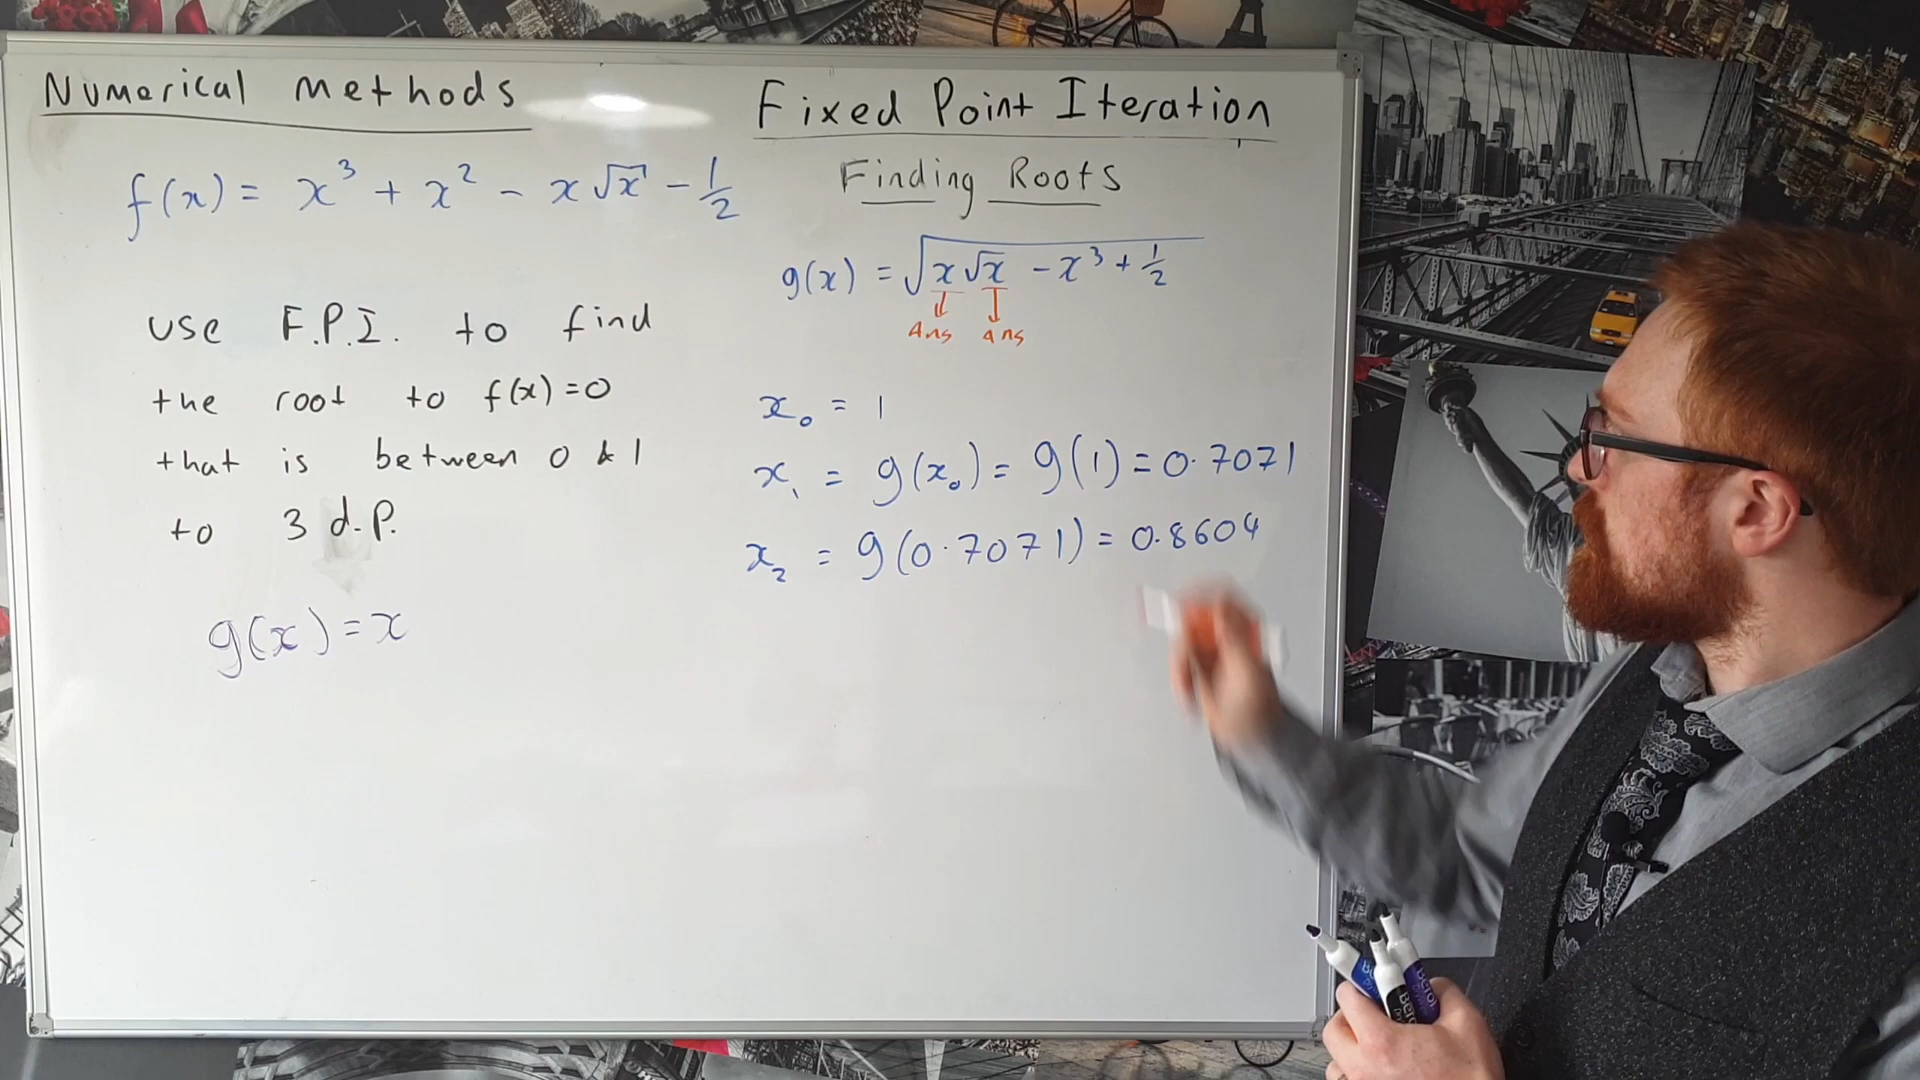 Numerical methods
f(x) = x³ + x² - x√x - 1/2
use F.P.I. to find
the root to f(x)=0
that is between 0 & 1
to 3 d.P.
g(x) = x
Fixed Point Iteration
Finding Roots
g(x) = √(x√x - x³ + 1/2)
Ans Ans
x₀ = 1
x₁ = g(x₀) = g(1) = 0.7071
x₂ = g(0.7071) = 0.8604
Berol